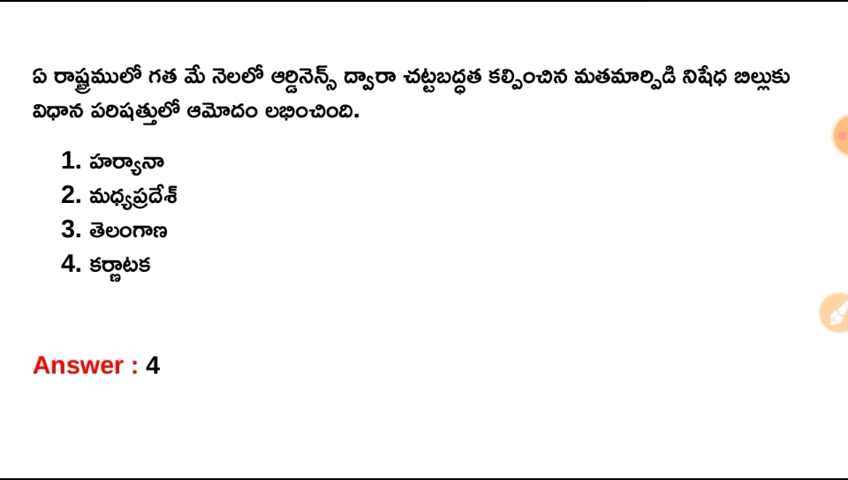 ఏ రాష్ట్రములో గత మే నెలలో ఆర్డినెన్స్ ద్వారా చట్టబద్ధత కల్పించిన మతమార్పిడి నిషేధ బిల్లుకు
విధాన పరిషత్తులో ఆమోదం లభించింది.
1. హర్యానా
2. మధ్యప్రదేశ్
3. తెలంగాణ
4. కర్ణాటక
Answer : 4